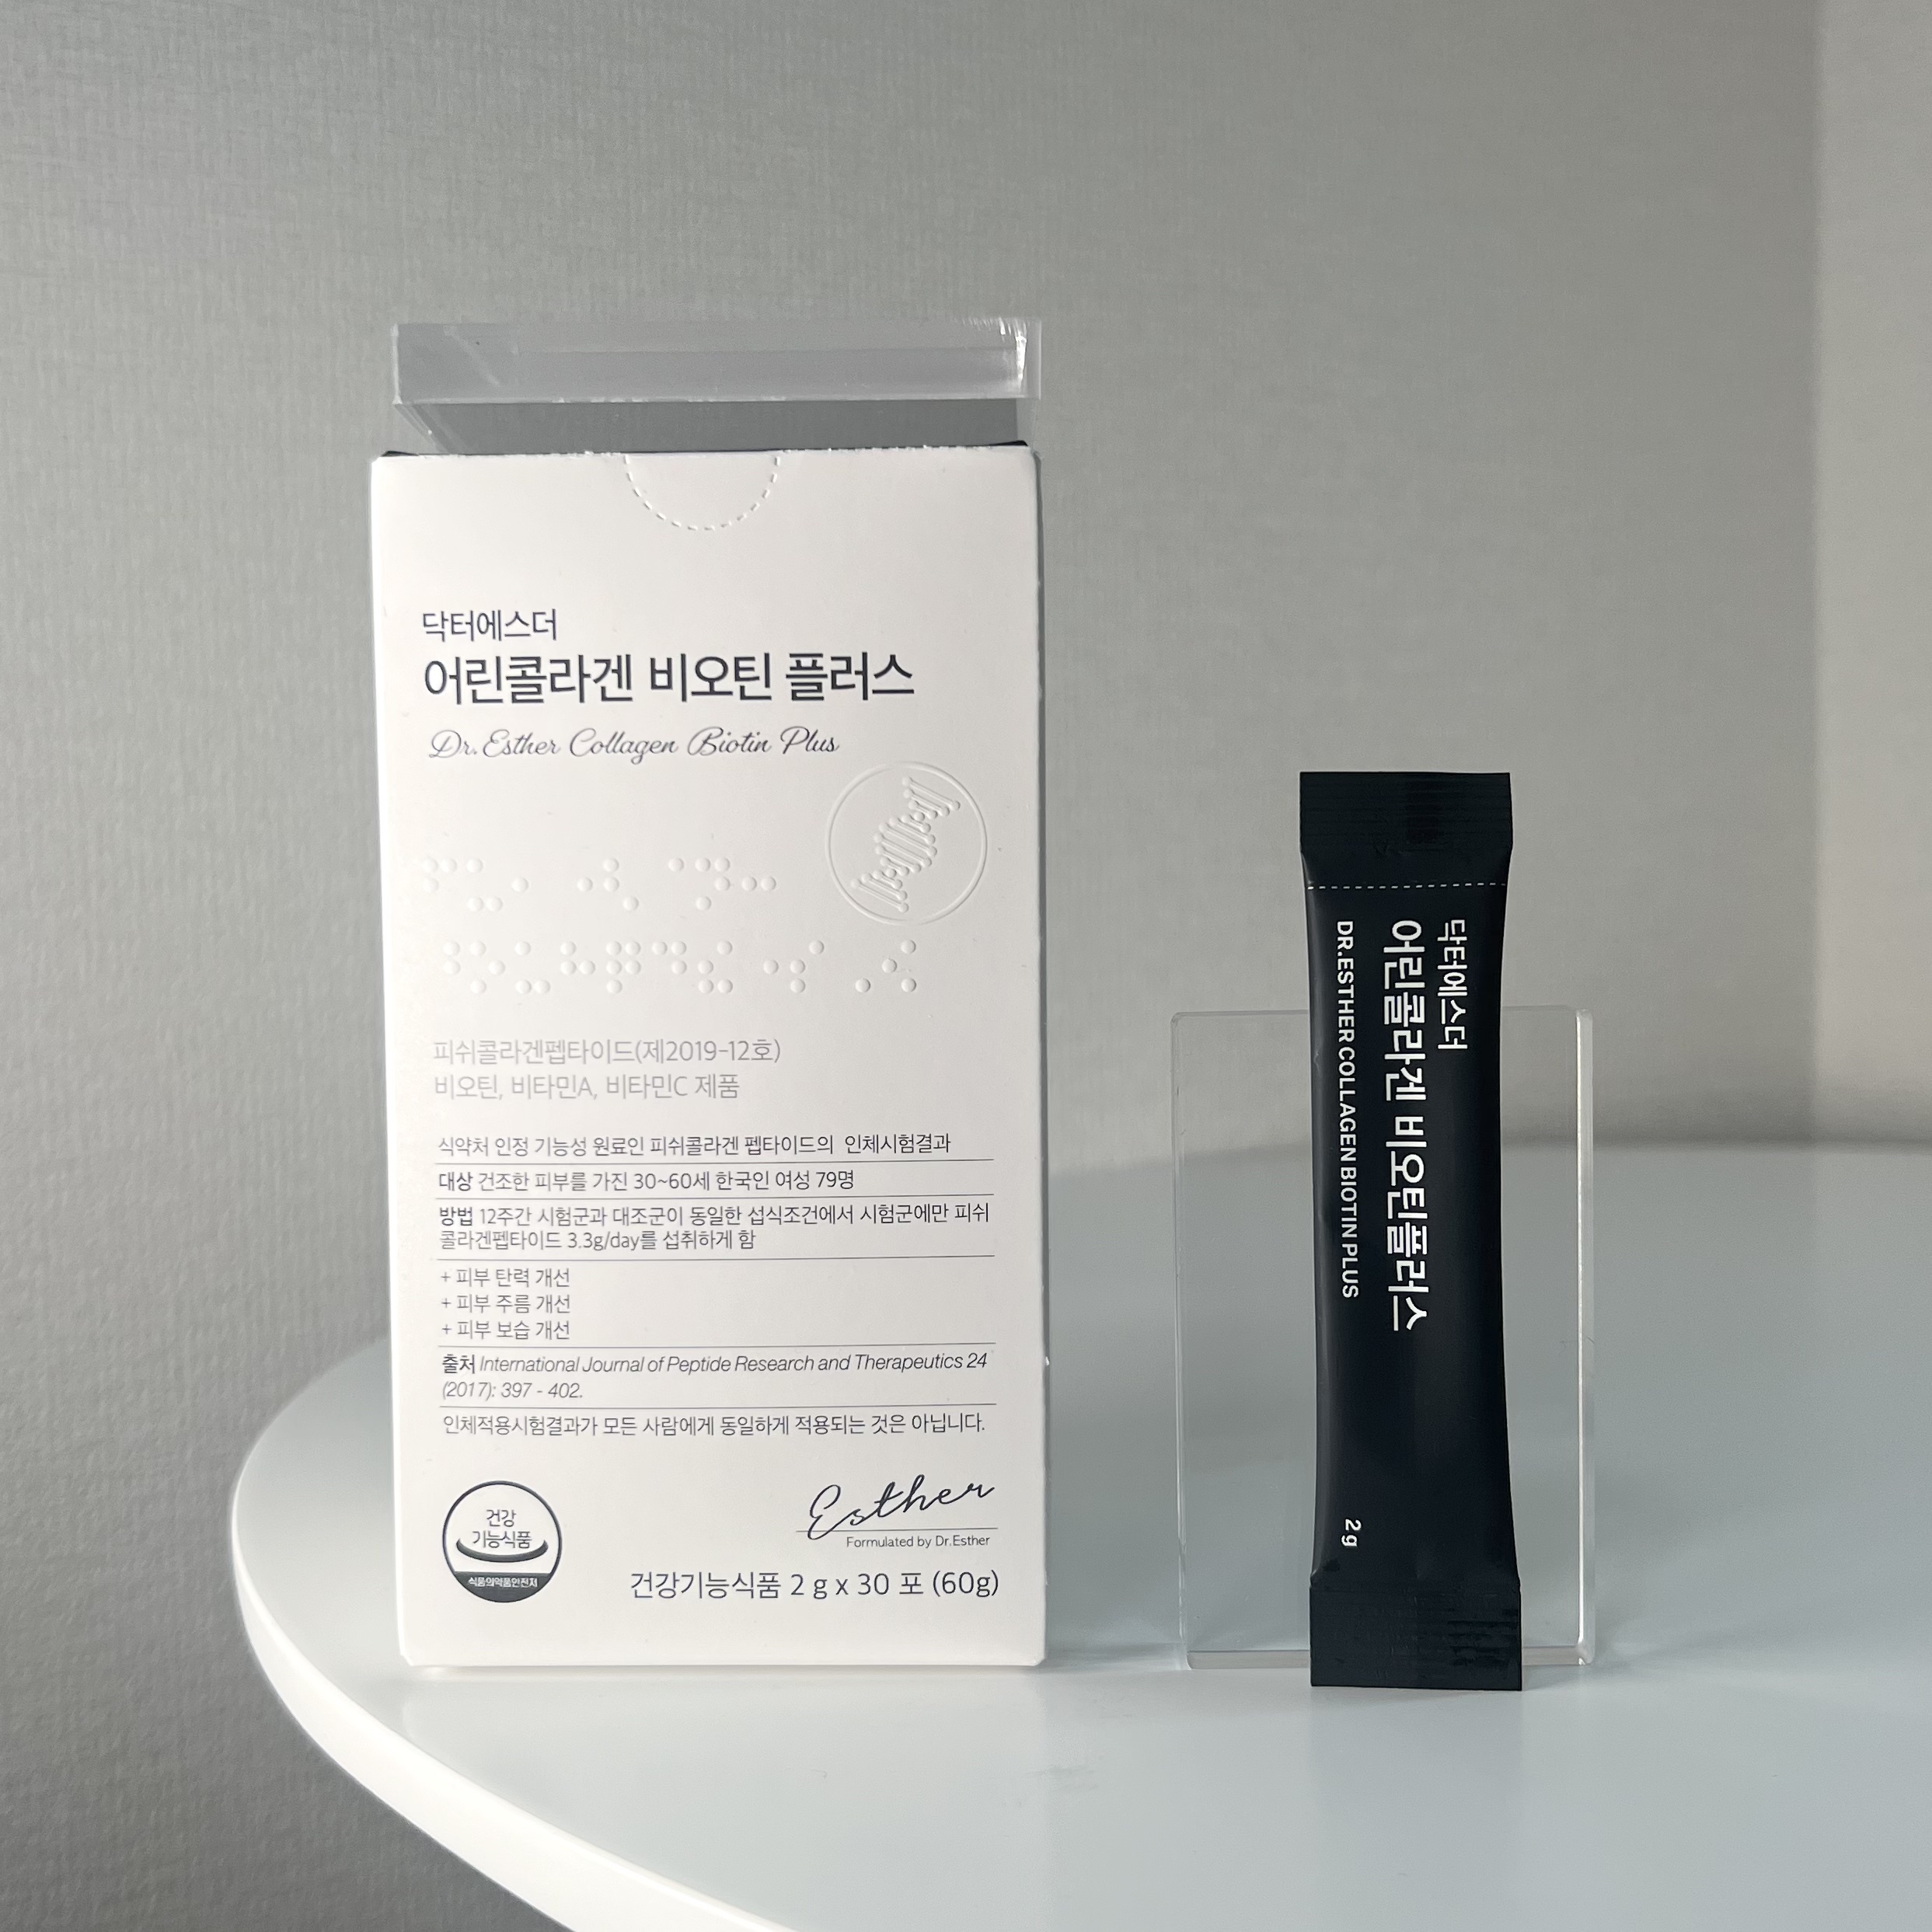 닥터에스더
어린콜라겐 비오틴 플러스
Dr. Esther Collagen Biotin Plus
피쉬콜라겐펩타이드(제2019-12호)
비오틴, 비타민A, 비타민C 제품
식약처 인정 기능성 원료인 피쉬콜라겐 펩타이드의 인체시험결과
대상 건조한 피부를 가진 30~60세 한국인 여성 79명
방법 12주간 시험군과 대조군이 동일한 섭식조건에서 시험군에만 피쉬
콜라겐펩타이드 3.3g/day를 섭취하게 함
+ 피부 탄력 개선
+ 피부 주름 개선
+ 피부 보습 개선
출처 International Journal of Peptide Research and Therapeutics 24
(2017): 397 - 402.
인체적용시험결과가 모든 사람에게 동일하게 적용되는 것은 아닙니다.
건강
기능식품
식품의약품안전처
Esther
Formulated by Dr.Esther
건강기능식품 2 g x 30 포 (60g)
닥터에스더
어린콜라겐 비오틴플러스
DR.ESTHER COLLAGEN BIOTIN PLUS
2 g